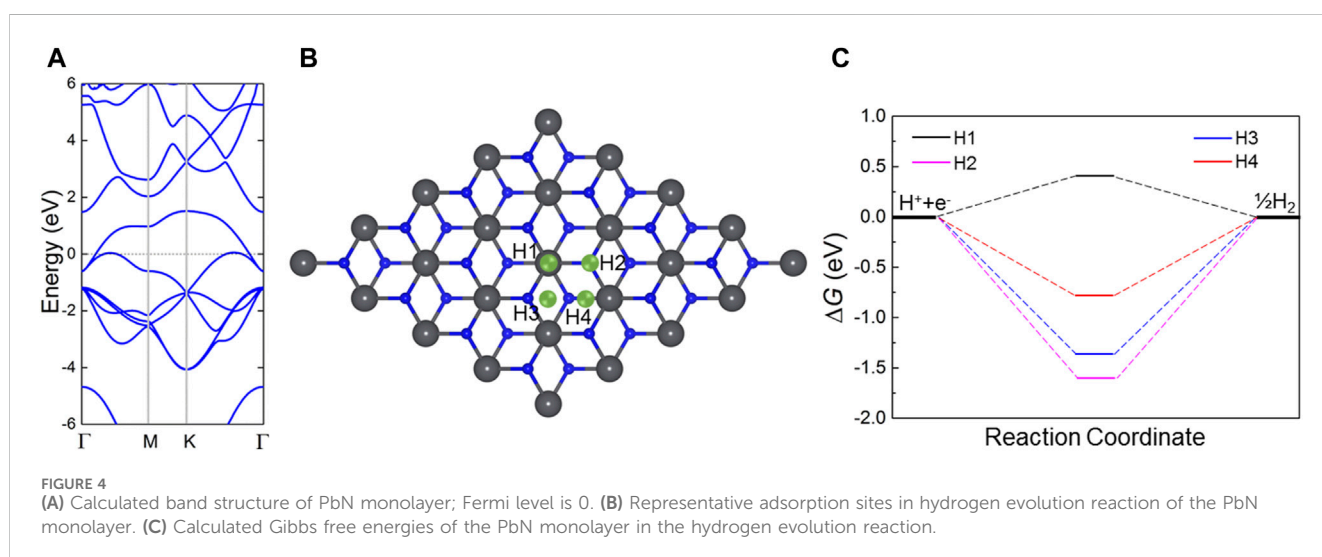 A
B
C
6
4
2
0
-2
-4
-6
Energy (eV)
Γ
M
K
Γ
H1
H2
H3
H4
1.0
0.5
0.0
-0.5
-1.0
-1.5
-2.0
ΔG (eV)
H1
H3
H2
H4
H⁺+e⁻
½H₂
Reaction Coordinate
FIGURE 4
(A) Calculated band structure of PbN monolayer; Fermi level is 0. (B) Representative adsorption sites in hydrogen evolution reaction of the PbN
monolayer. (C) Calculated Gibbs free energies of the PbN monolayer in the hydrogen evolution reaction.